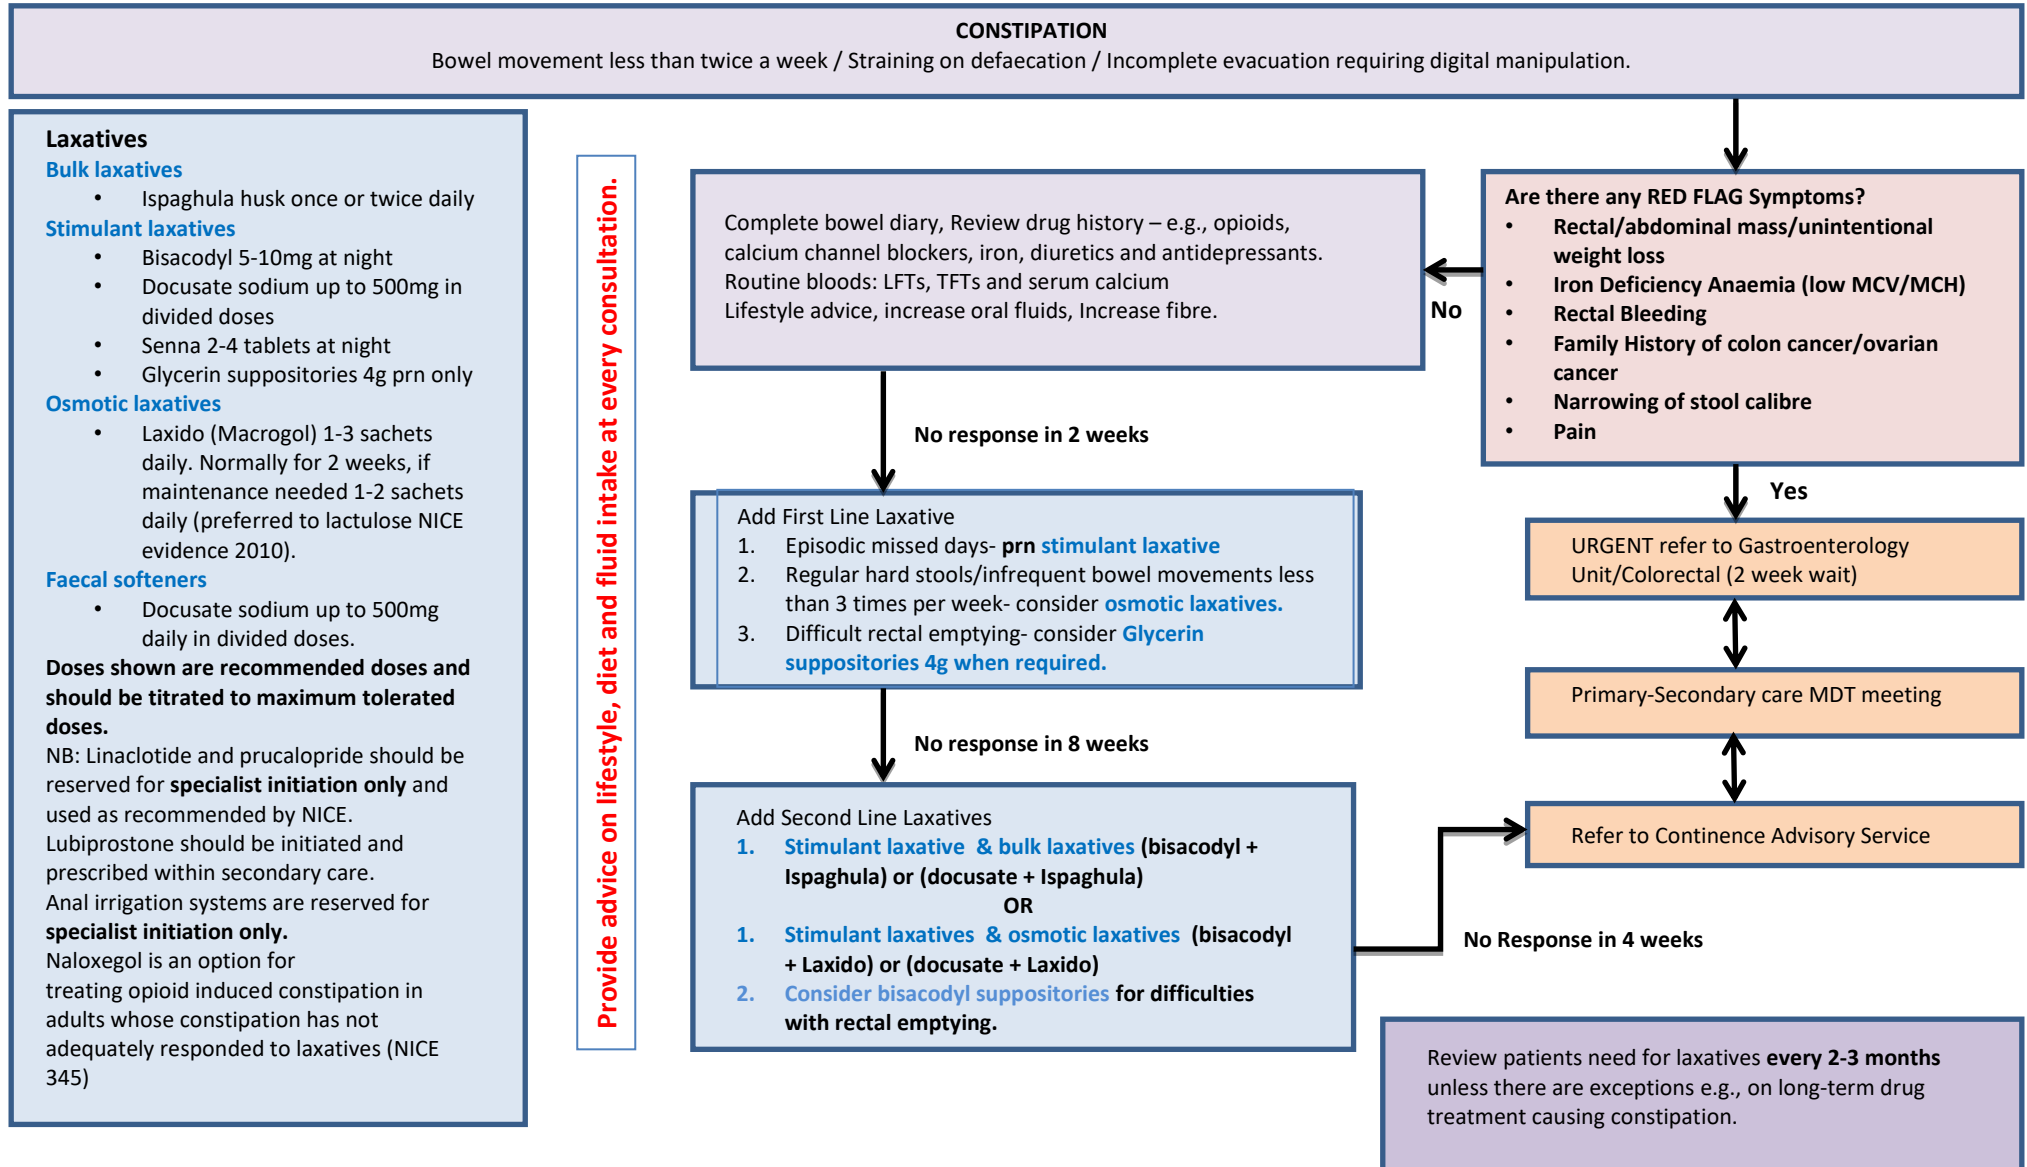 CONSTIPATION
Bowel movement less than twice a week / Straining on defaecation / Incomplete evacuation requiring digital manipulation.
Laxatives
Bulk laxatives
• Ispaghula husk once or twice daily
Stimulant laxatives
• Bisacodyl 5-10mg at night
• Docusate sodium up to 500mg in
divided doses
• Senna 2-4 tablets at night
• Glycerin suppositories 4g prn only
Osmotic laxatives
• Laxido (Macrogol) 1-3 sachets
daily. Normally for 2 weeks, if
maintenance needed 1-2 sachets
daily (preferred to lactulose NICE
evidence 2010).
Faecal softeners
• Docusate sodium up to 500mg
daily in divided doses.
Doses shown are recommended doses and
should be titrated to maximum tolerated
doses.
NB: Linaclotide and prucalopride should be
reserved for specialist initiation only and
used as recommended by NICE.
Lubiprostone should be initiated and
prescribed within secondary care.
Anal irrigation systems are reserved for
specialist initiation only.
Naloxegol is an option for
treating opioid induced constipation in
adults whose constipation has not
adequately responded to laxatives (NICE
345)
Provide advice on lifestyle, diet and fluid intake at every consultation.
Are there any RED FLAG Symptoms?
• Rectal/abdominal mass/unintentional
weight loss
• Iron Deficiency Anaemia (low MCV/MCH)
• Rectal Bleeding
• Family History of colon cancer/ovarian
cancer
• Narrowing of stool calibre
• Pain
No
Complete bowel diary, Review drug history – e.g., opioids,
calcium channel blockers, iron, diuretics and antidepressants.
Routine bloods: LFTs, TFTs and serum calcium
Lifestyle advice, increase oral fluids, Increase fibre.
No response in 2 weeks
Add First Line Laxative
1. Episodic missed days- prn stimulant laxative
2. Regular hard stools/infrequent bowel movements less
than 3 times per week- consider osmotic laxatives.
3. Difficult rectal emptying- consider Glycerin
suppositories 4g when required.
No response in 8 weeks
Add Second Line Laxatives
1. Stimulant laxative & bulk laxatives (bisacodyl +
Ispaghula) or (docusate + Ispaghula)
OR
1. Stimulant laxatives & osmotic laxatives (bisacodyl
+ Laxido) or (docusate + Laxido)
2. Consider bisacodyl suppositories for difficulties
with rectal emptying.
No Response in 4 weeks
Yes
URGENT refer to Gastroenterology
Unit/Colorectal (2 week wait)
Primary-Secondary care MDT meeting
Refer to Continence Advisory Service
Review patients need for laxatives every 2-3 months
unless there are exceptions e.g., on long-term drug
treatment causing constipation.